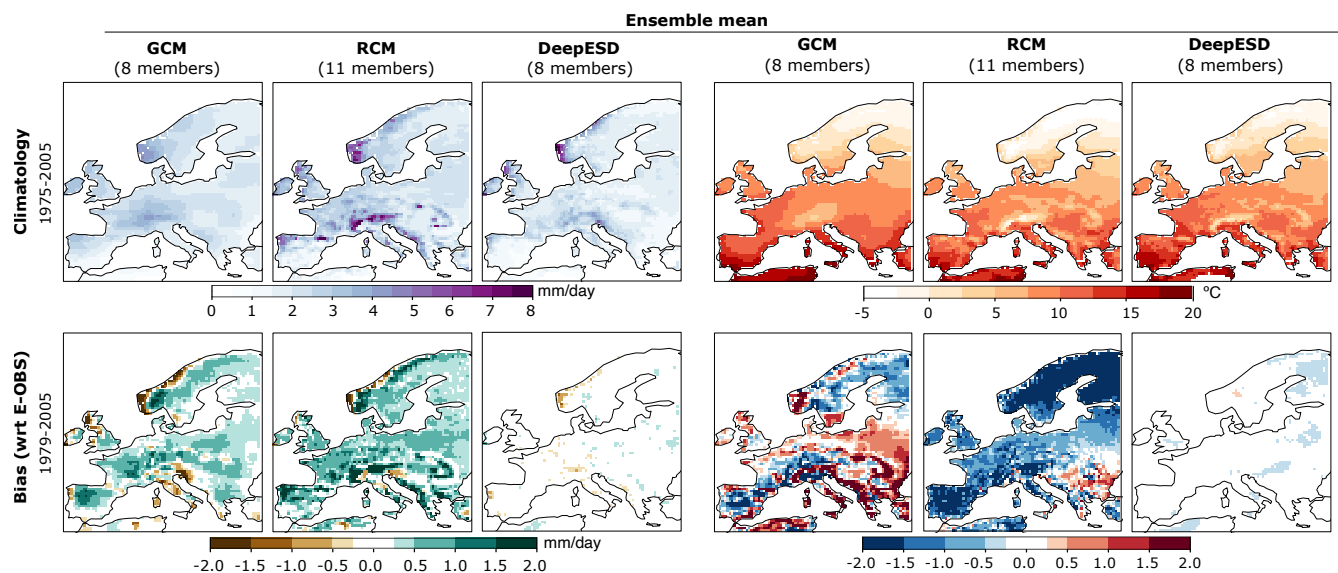 Ensemble mean
GCM
(8 members)
RCM
(11 members)
DeepESD
(8 members)
GCM
(8 members)
RCM
(11 members)
DeepESD
(8 members)
Climatology
1975-2005
mm/day
0 1 2 3 4 5 6 7 8
ºC
-5 0 5 10 15 20
Bias (wrt E-OBS)
1979-2005
mm/day
-2.0 -1.5 -1.0 -0.5 0.0 0.5 1.0 1.5 2.0
-2.0 -1.5 -1.0 -0.5 0.0 0.5 1.0 1.5 2.0